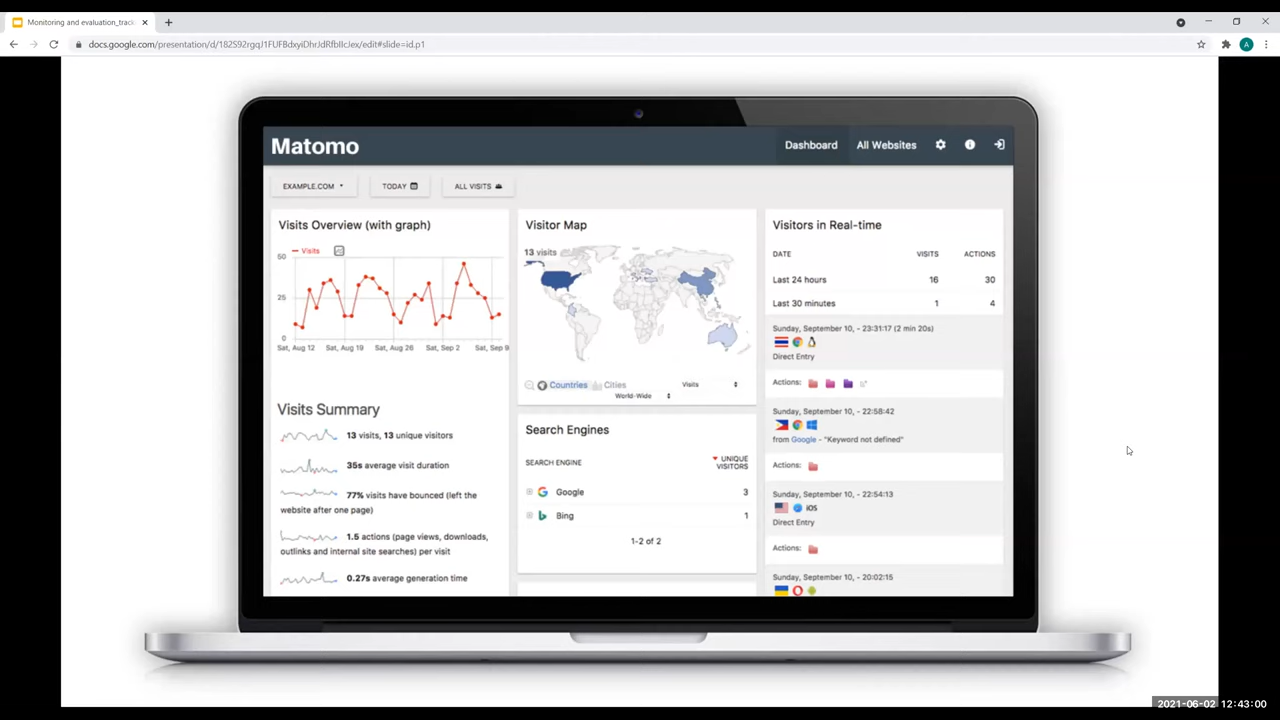 Monitoring and evaluation_track
docs.google.com/presentation/d/182S92rgqJ1FUFBdxyiDhrJdRfbIlcJex/edit#slide=id.p1
A
Matomo
Dashboard
All Websites
EXAMPLE.COM
TODAY
ALL VISITS
Visits Overview (with graph)
Visits
50
25
0
Sat, Aug 12
Sat, Aug 19
Sat, Aug 26
Sat, Sep 2
Sat, Sep 9
Visits Summary
13 visits, 13 unique visitors
35s average visit duration
77% visits have bounced (left the
website after one page)
1.5 actions (page views, downloads,
outlinks and internal site searches) per visit
0.27s average generation time
Visitor Map
13 visits
Countries
Cities
Visits
World-Wide
Search Engines
SEARCH ENGINE
UNIQUE
VISITORS
Google 3
Bing 1
1-2 of 2
Visitors in Real-time
DATE VISITS ACTIONS
Last 24 hours 16 30
Last 30 minutes 1 4
Sunday, September 10, - 23:31:17 (2 min 20s)
Direct Entry
Actions:
Sunday, September 10, - 22:58:42
from Google - "Keyword not defined"
Actions:
Sunday, September 10, - 22:54:13
iOS
Direct Entry
Actions:
Sunday, September 10, - 20:02:15
2021-06-02 12:43:00